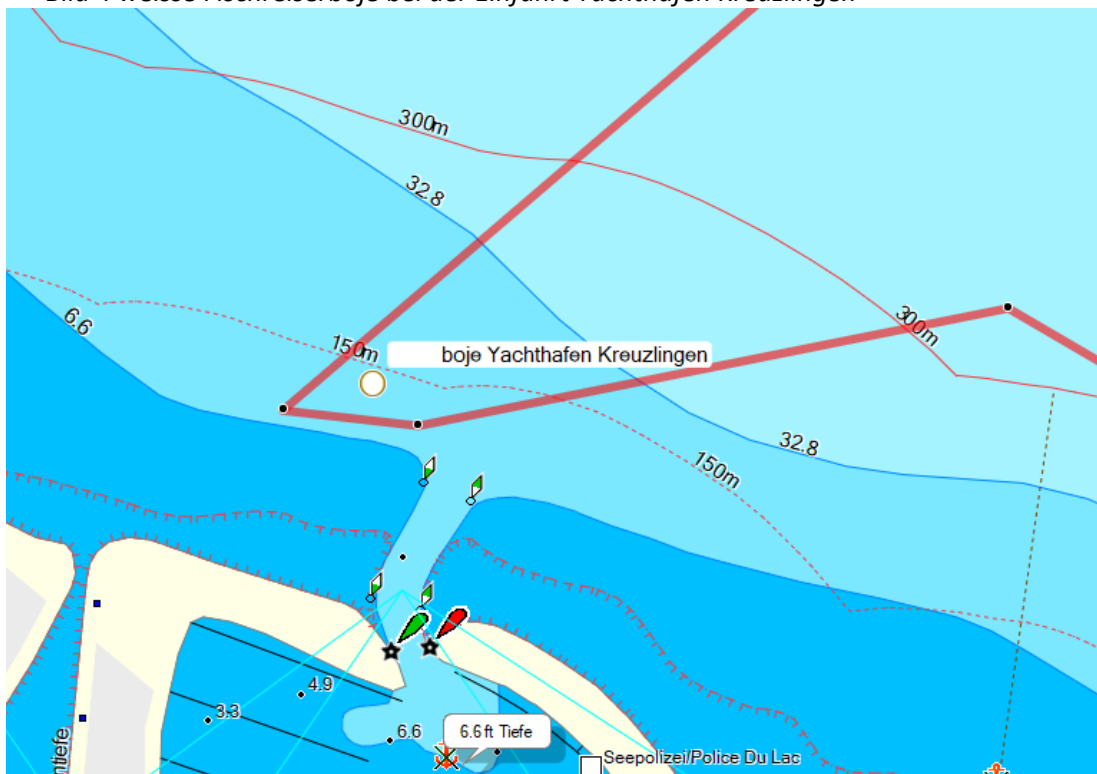 300m
32.8
6.6
150m
boje Yachthafen Kreuzlingen
300m
32.8
150m
4.9
3.3
6.6
6.6 ft Tiefe
Seepolizei/Police Du Lac